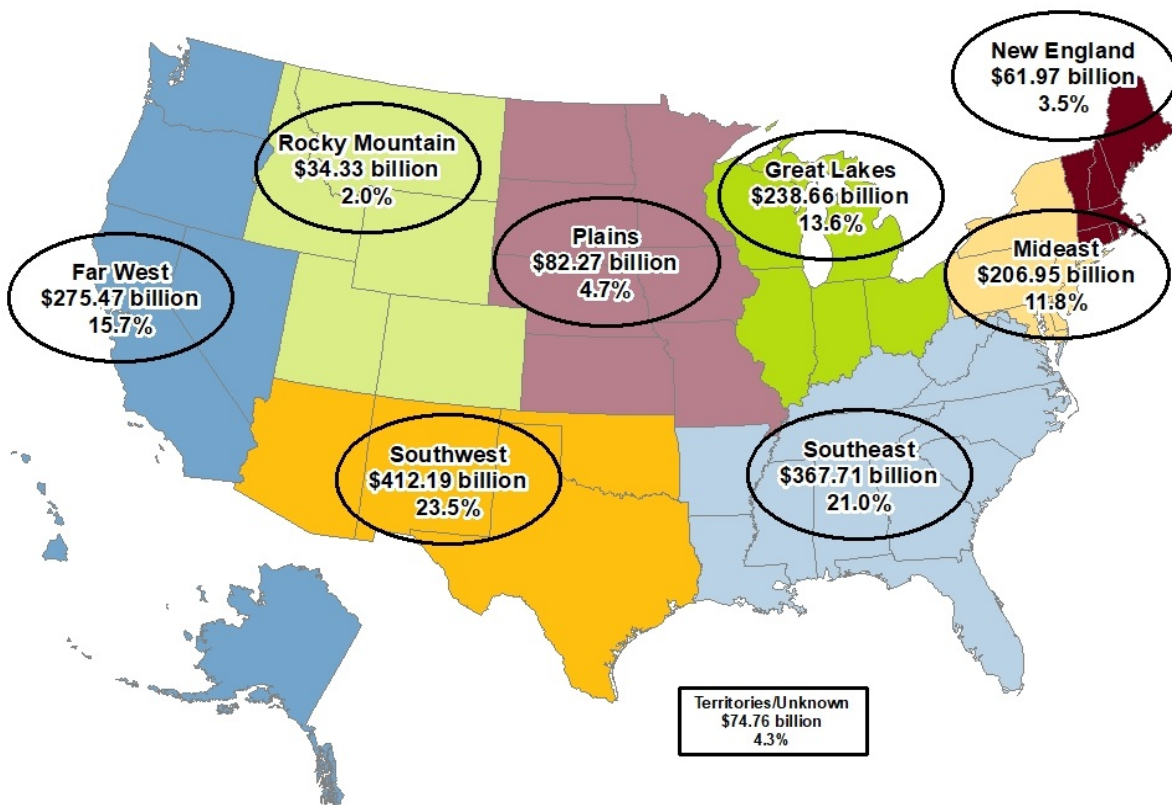 New England
$61.97 billion
3.5%
Rocky Mountain
$34.33 billion
2.0%
Great Lakes
$238.66 billion
13.6%
Plains
$82.27 billion
4.7%
Mideast
$206.95 billion
11.8%
Far West
$275.47 billion
15.7%
Southwest
$412.19 billion
23.5%
Southeast
$367.71 billion
21.0%
Territories/Unknown
$74.76 billion
4.3%